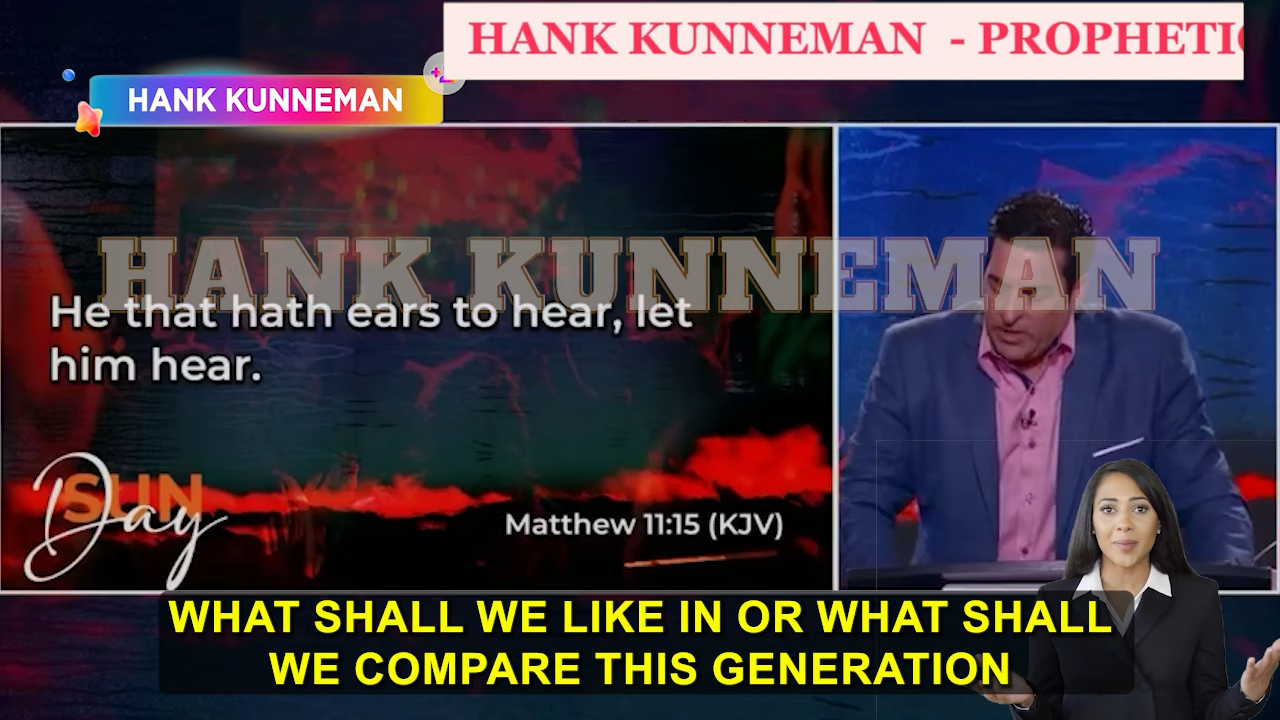 HANK KUNNEMAN - PROPHETIC
HANK KUNNEMAN
HANK KUNNEMAN
He that hath ears to hear, let
him hear.
SUN
Day
Matthew 11:15 (KJV)
WHAT SHALL WE LIKE IN OR WHAT SHALL
WE COMPARE THIS GENERATION